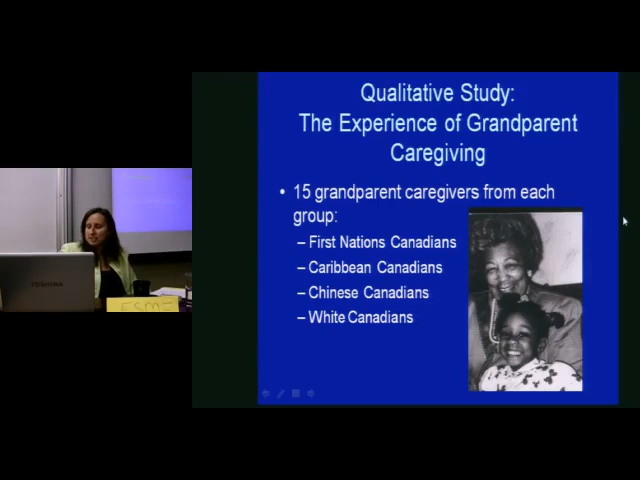 Qualitative Study:
The Experience of Grandparent
Caregiving
• 15 grandparent caregivers from each
group:
– First Nations Canadians
– Caribbean Canadians
– Chinese Canadians
– White Canadians
TOSHIBA
ESME